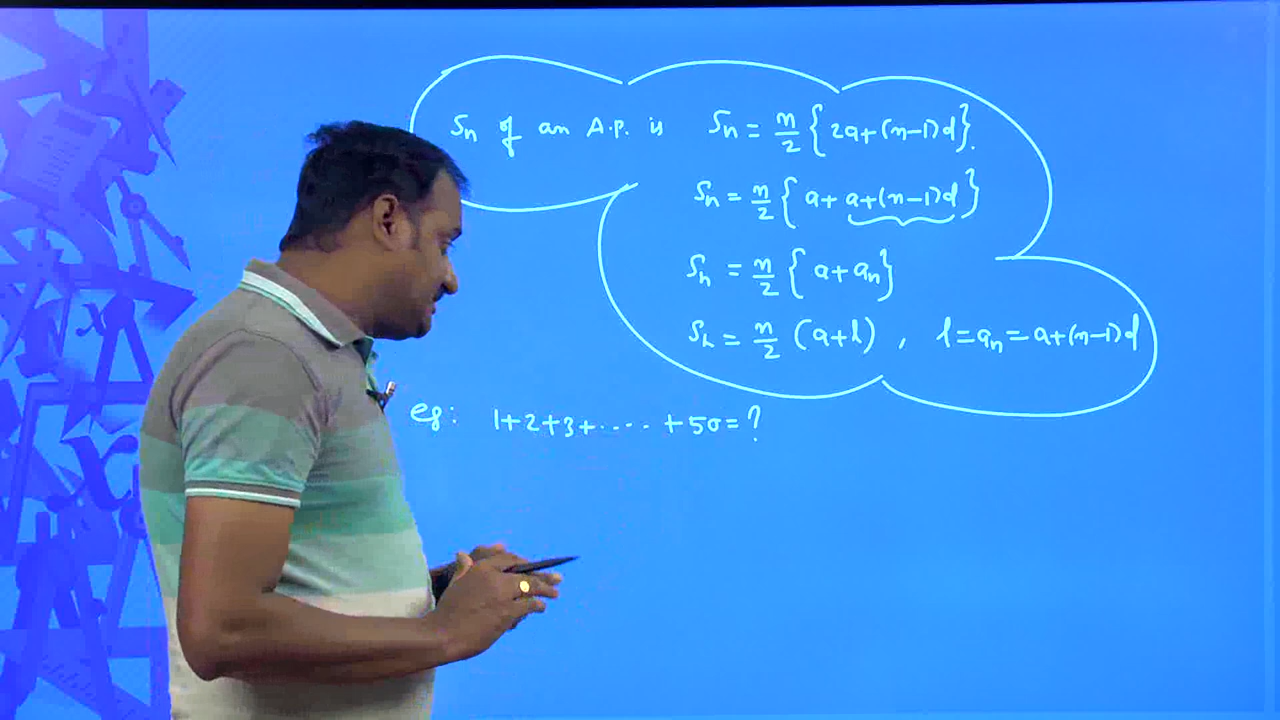 Sn of an A.P. is Sn = n/2 {2a+(n-1)d}.
Sn = n/2 { a+ a+(n-1)d }
Sn = n/2 { a+an }
Sn = n/2 (a+l) , l=an=a+(n-1)d
eg: 1+2+3+..... +50=?